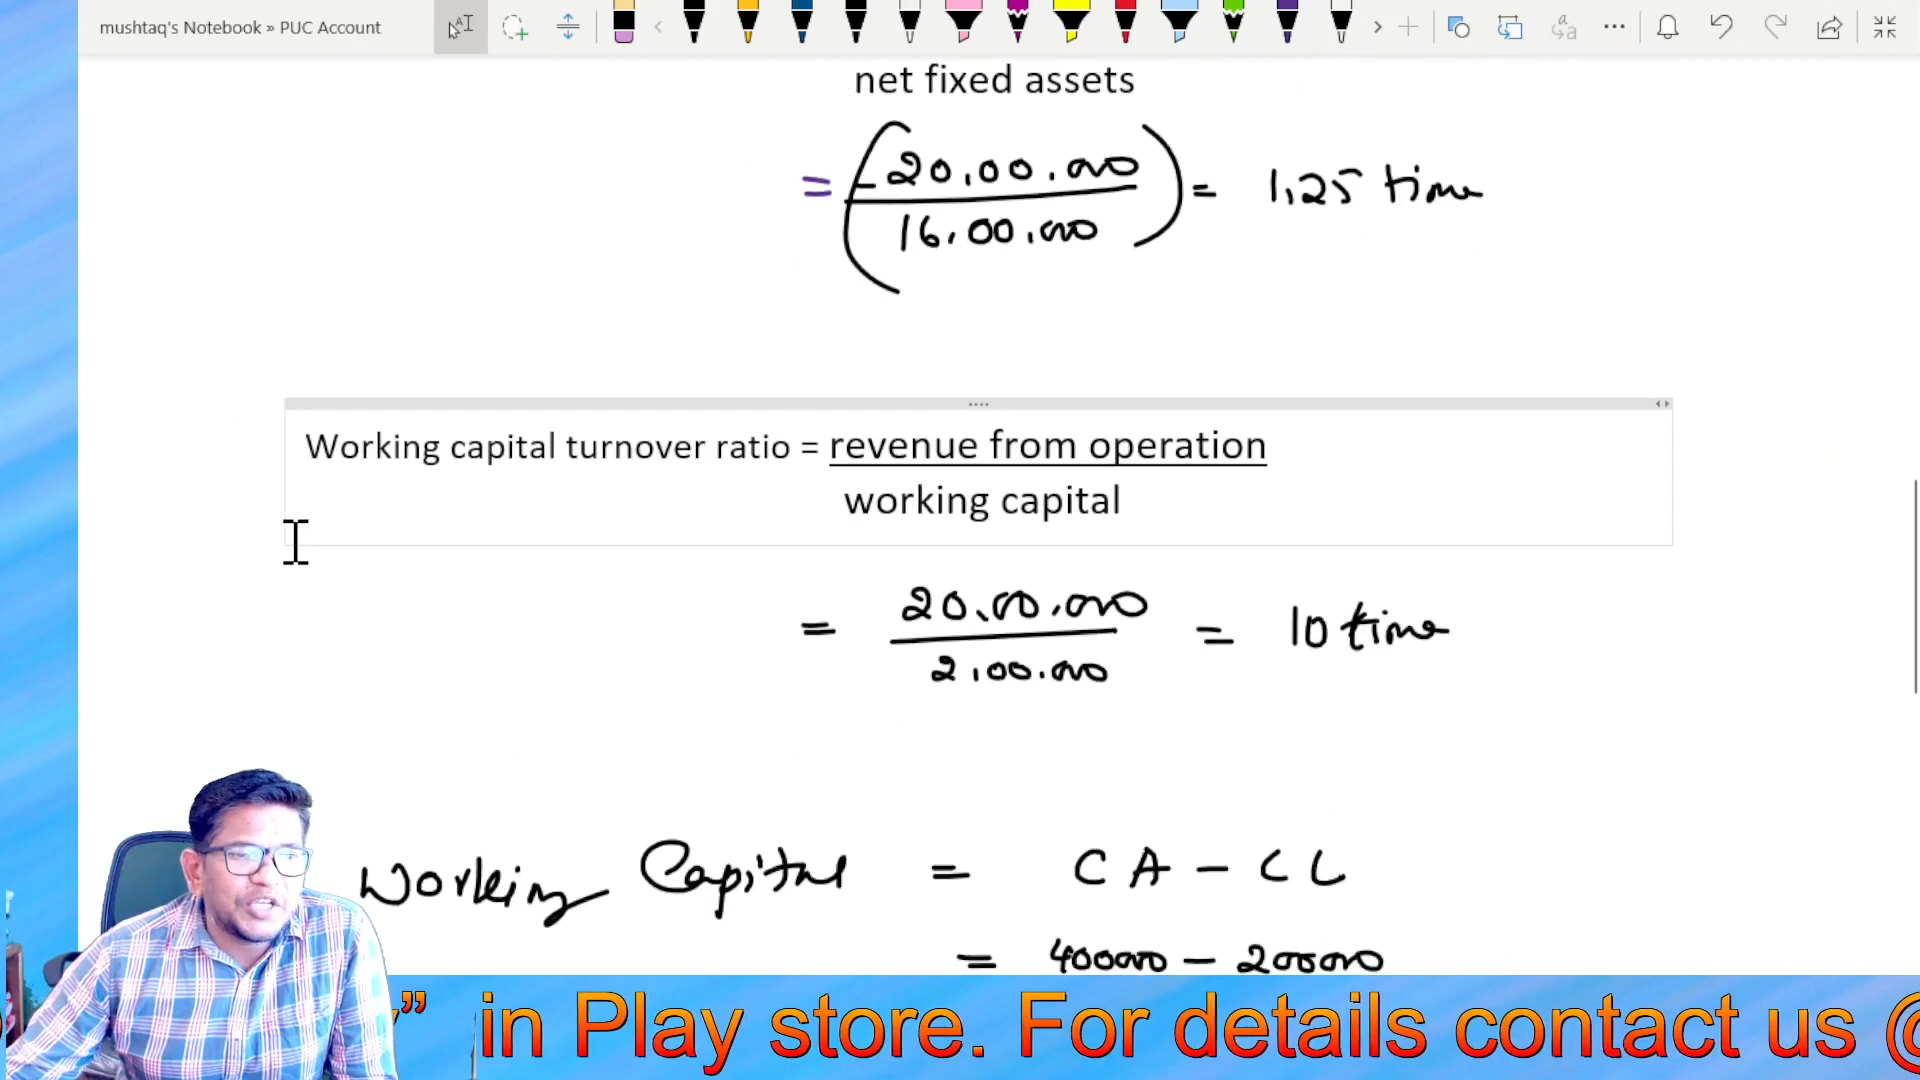 mushtaq's Notebook » PUC Account
net fixed assets
= ( 20,00,000 / 16,00,000 ) = 1.25 time
Working capital turnover ratio = revenue from operation
working capital
= 20,00,000 / 2,00,000 = 10 time
Working Capital = CA - CL
= 400000 - 200000
” in Play store. For details contact us @